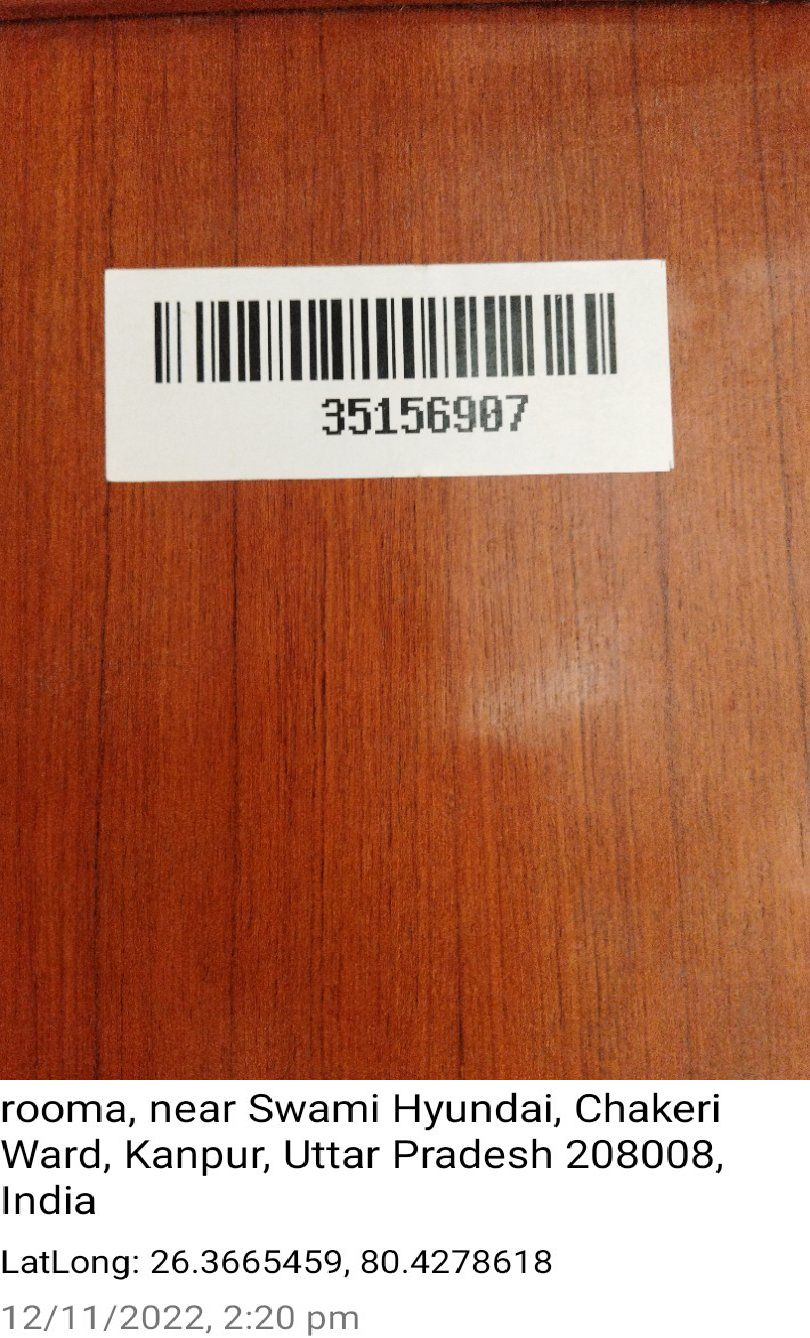 35156907
rooma, near Swami Hyundai, Chakeri
Ward, Kanpur, Uttar Pradesh 208008,
India
LatLong: 26.3665459, 80.4278618
12/11/2022, 2:20 pm